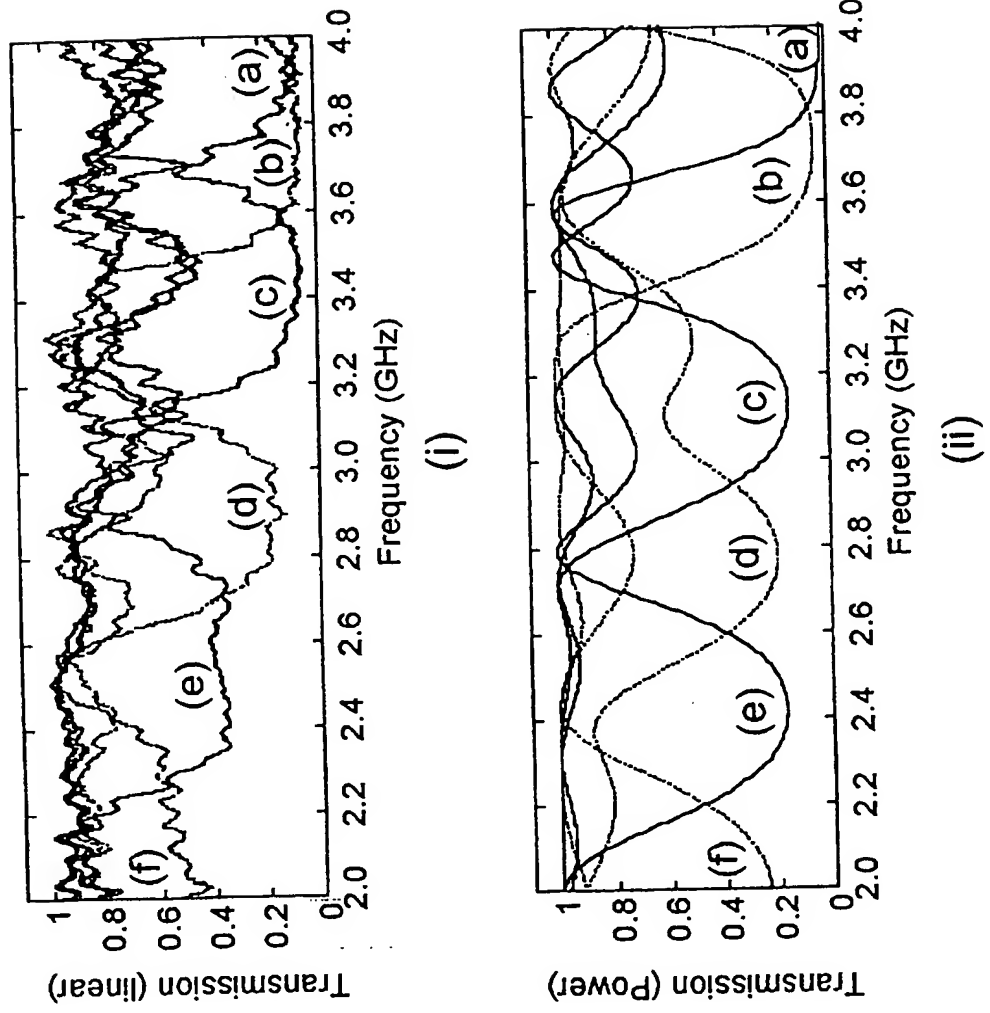 Transmission (linear)
1
0.8
0.6
0.4
0.2
0
(a)
(b)
(c)
(d)
(e)
(f)
2.0 2.2 2.4 2.6 2.8 3.0 3.2 3.4 3.6 3.8 4.0
Frequency (GHz)
(i)
Transmission (Power)
1
0.8
0.6
0.4
0.2
0
(a)
(b)
(c)
(d)
(e)
(f)
2.0 2.2 2.4 2.6 2.8 3.0 3.2 3.4 3.6 3.8 4.0
Frequency (GHz)
(ii)